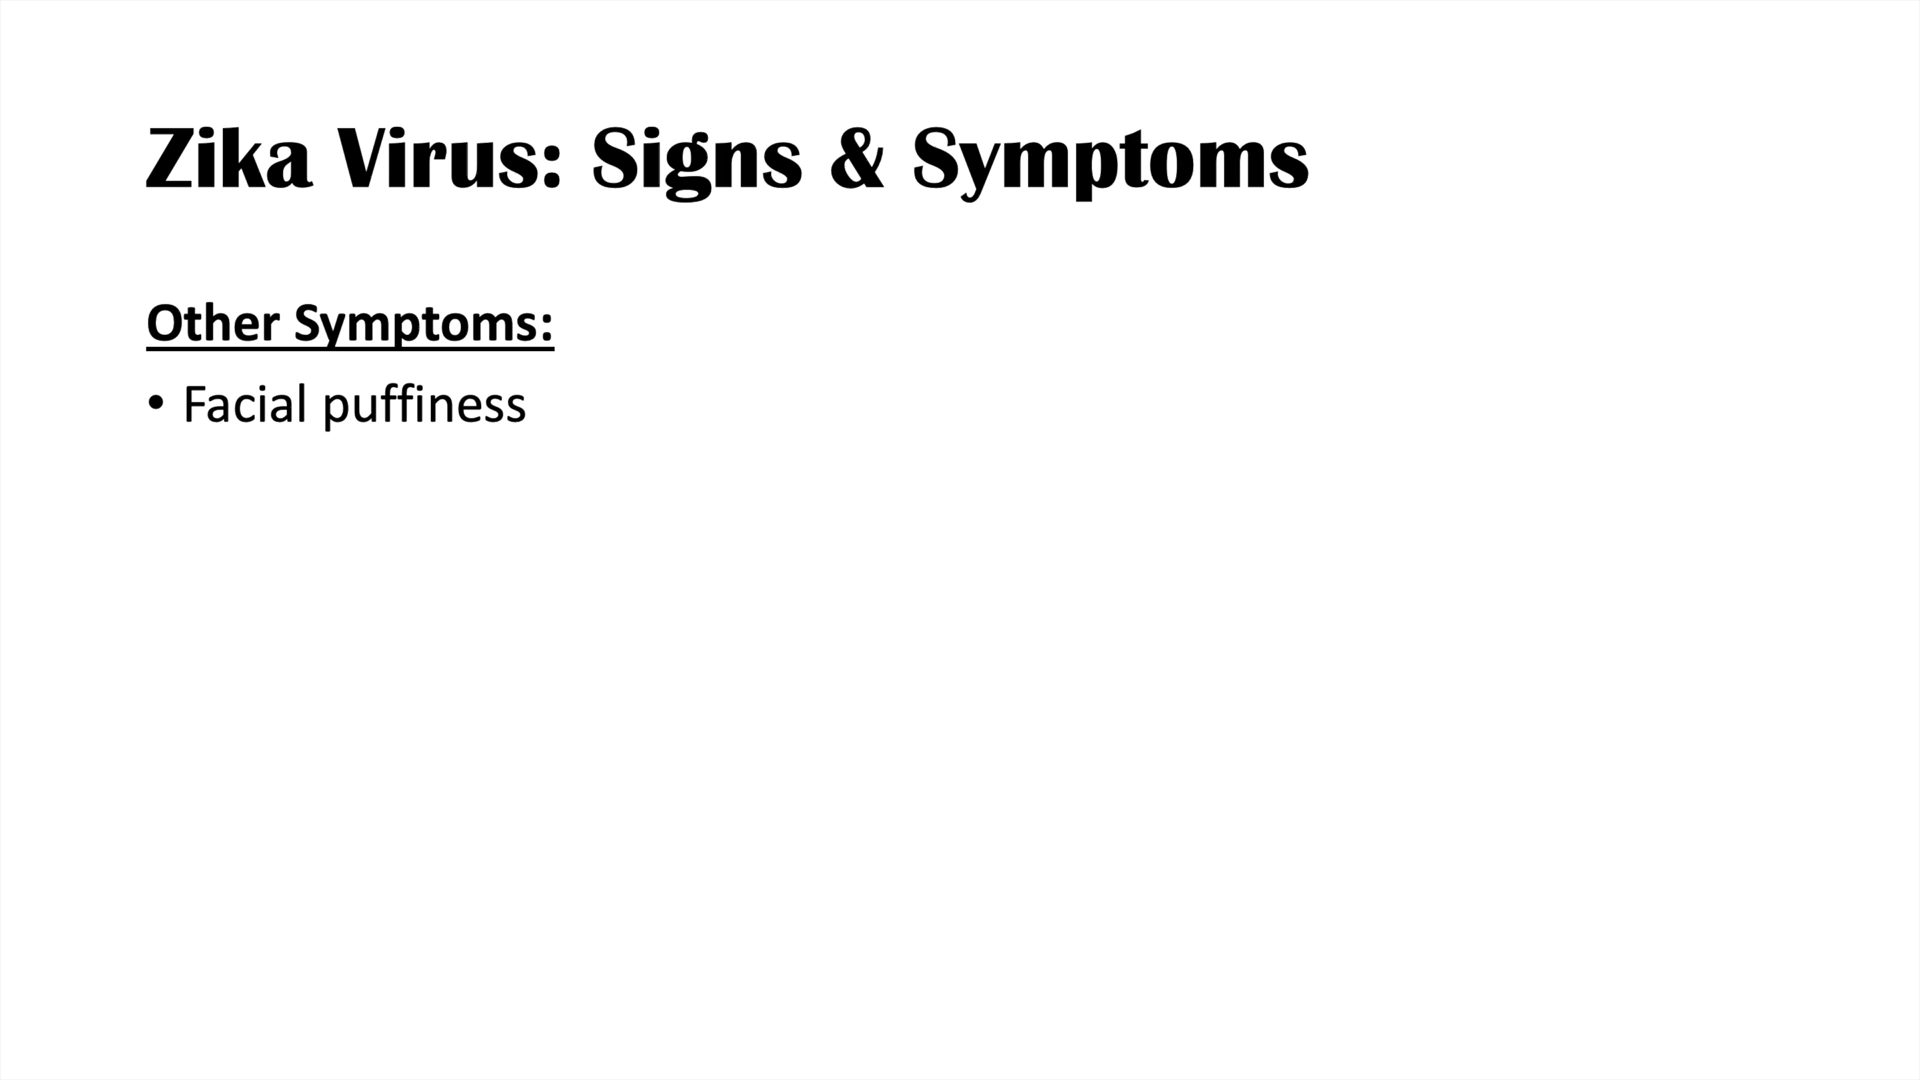 Zika Virus: Signs & Symptoms
Other Symptoms:
• Facial puffiness